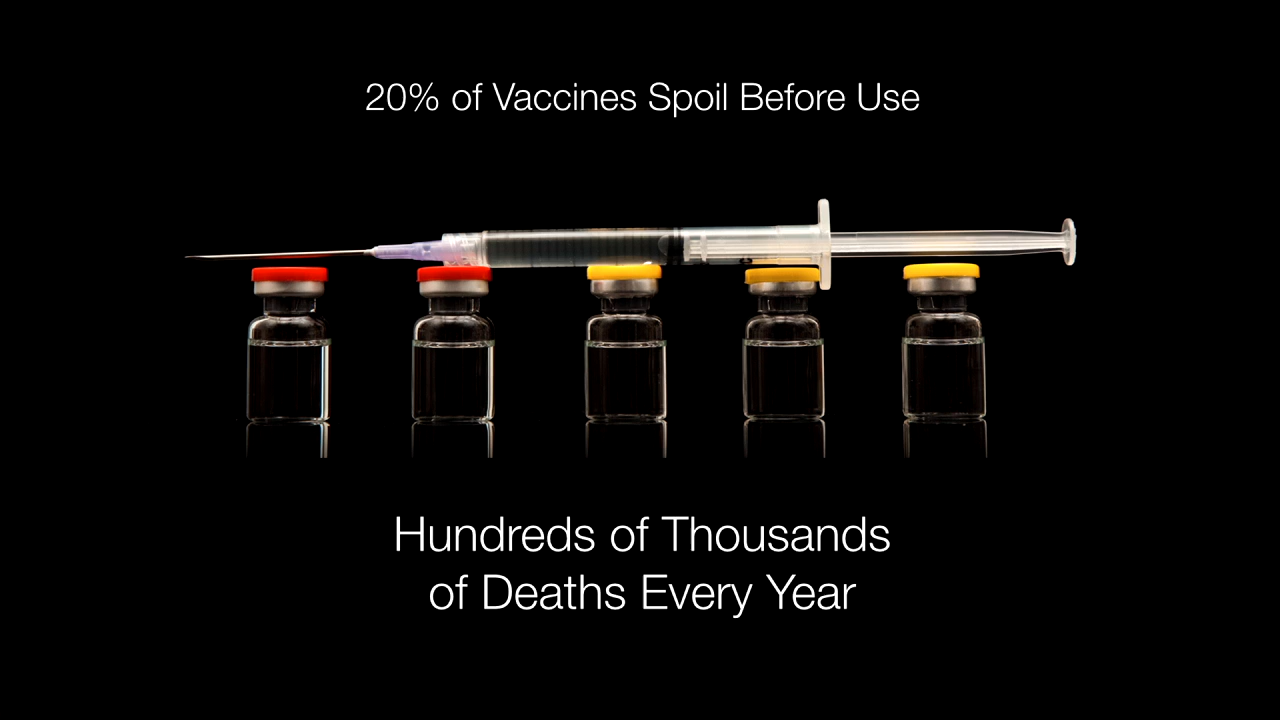 20% of Vaccines Spoil Before Use
Hundreds of Thousands
of Deaths Every Year